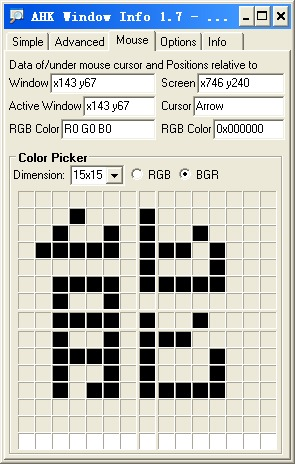 AHK Window Info 1.7 - ...
Simple Advanced Mouse Options Info
Data of/under mouse cursor and Positions relative to
Window x143 y67 Screen x746 y240
Active Window x143 y67 Cursor Arrow
RGB Color R0 G0 B0 RGB Color 0x000000
Color Picker
Dimension: 15x15 RGB BGR
能